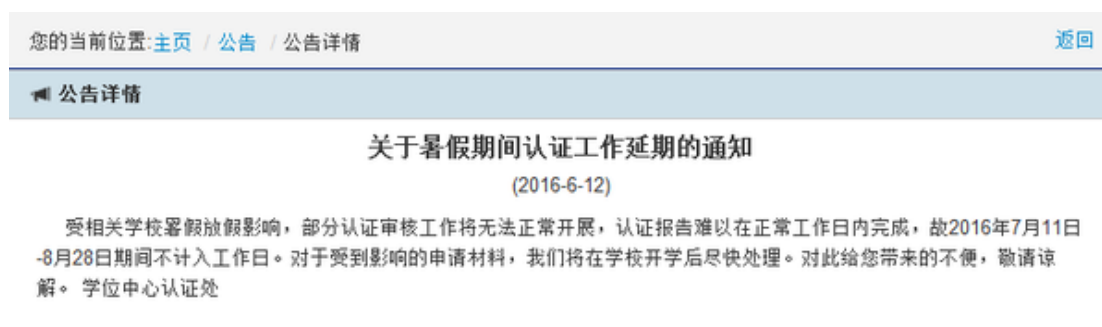 您的当前位置:主页 / 公告 / 公告详情 返回
公告详情
关于暑假期间认证工作延期的通知
(2016-6-12)
受相关学校署假放假影响，部分认证审核工作将无法正常开展，认证报告难以在正常工作日内完成，故2016年7月11日
-8月28日期间不计入工作日。对于受到影响的申请材料，我们将在学校开学后尽快处理。对此给您带来的不便，敬请谅
解。 学位中心认证处